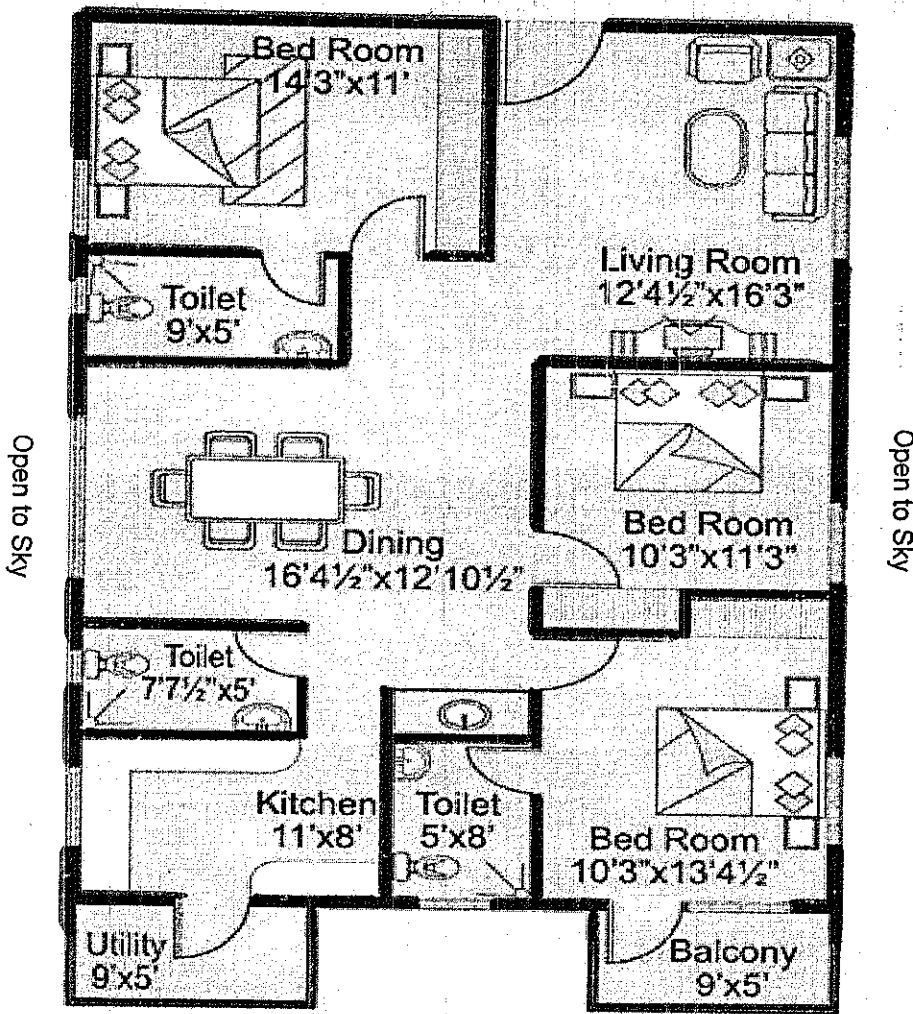 Bed Room
14'3"x11'
Living Room
12'4½"x16'3"
Toilet
9'x5'
Open to Sky
Open to Sky
Bed Room
10'3"x11'3"
Dining
16'4½"x12'10½"
Toilet
7'7½"x5'
Kitchen
11'x8'
Toilet
5'x8'
Bed Room
10'3"x13'4½"
Utility
9'x5'
Balcony
9'x5'